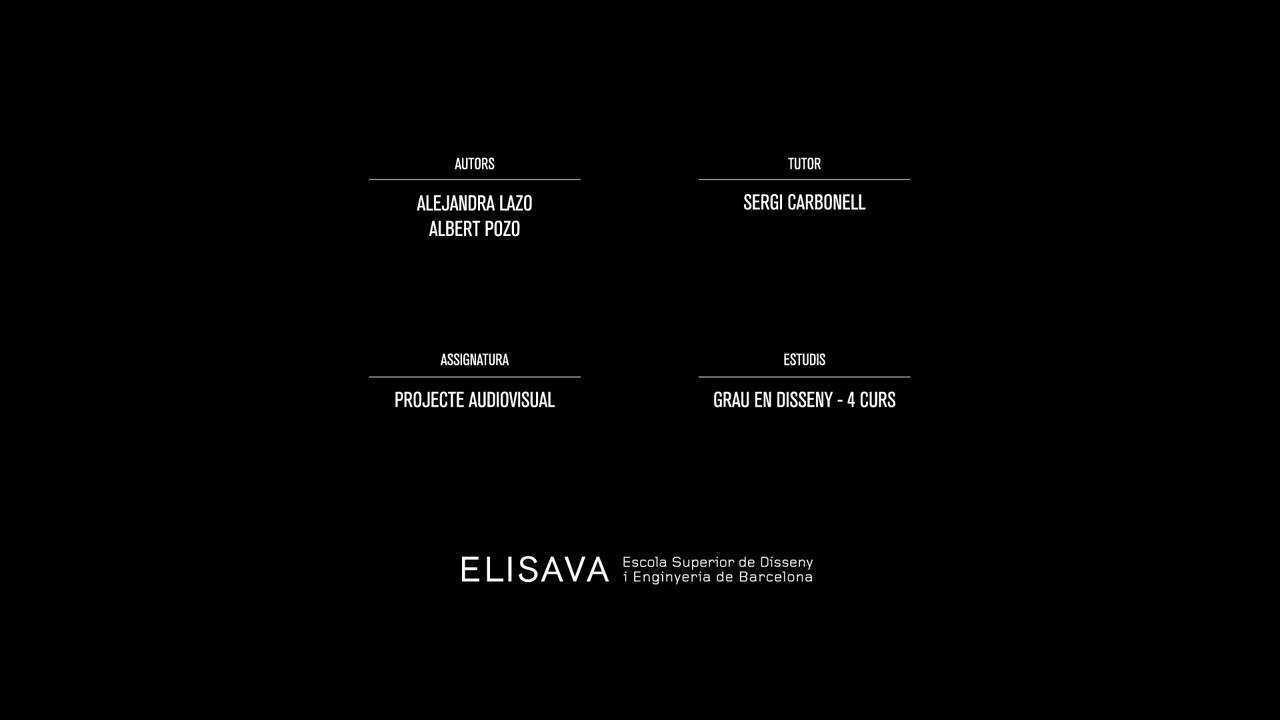 AUTORS
ALEJANDRA LAZO
ALBERT POZO
TUTOR
SERGI CARBONELL
ASSIGNATURA
PROJECTE AUDIOVISUAL
ESTUDIS
GRAU EN DISSENY - 4 CURS
ELISAVA
Escola Superior de Disseny
i Enginyeria de Barcelona